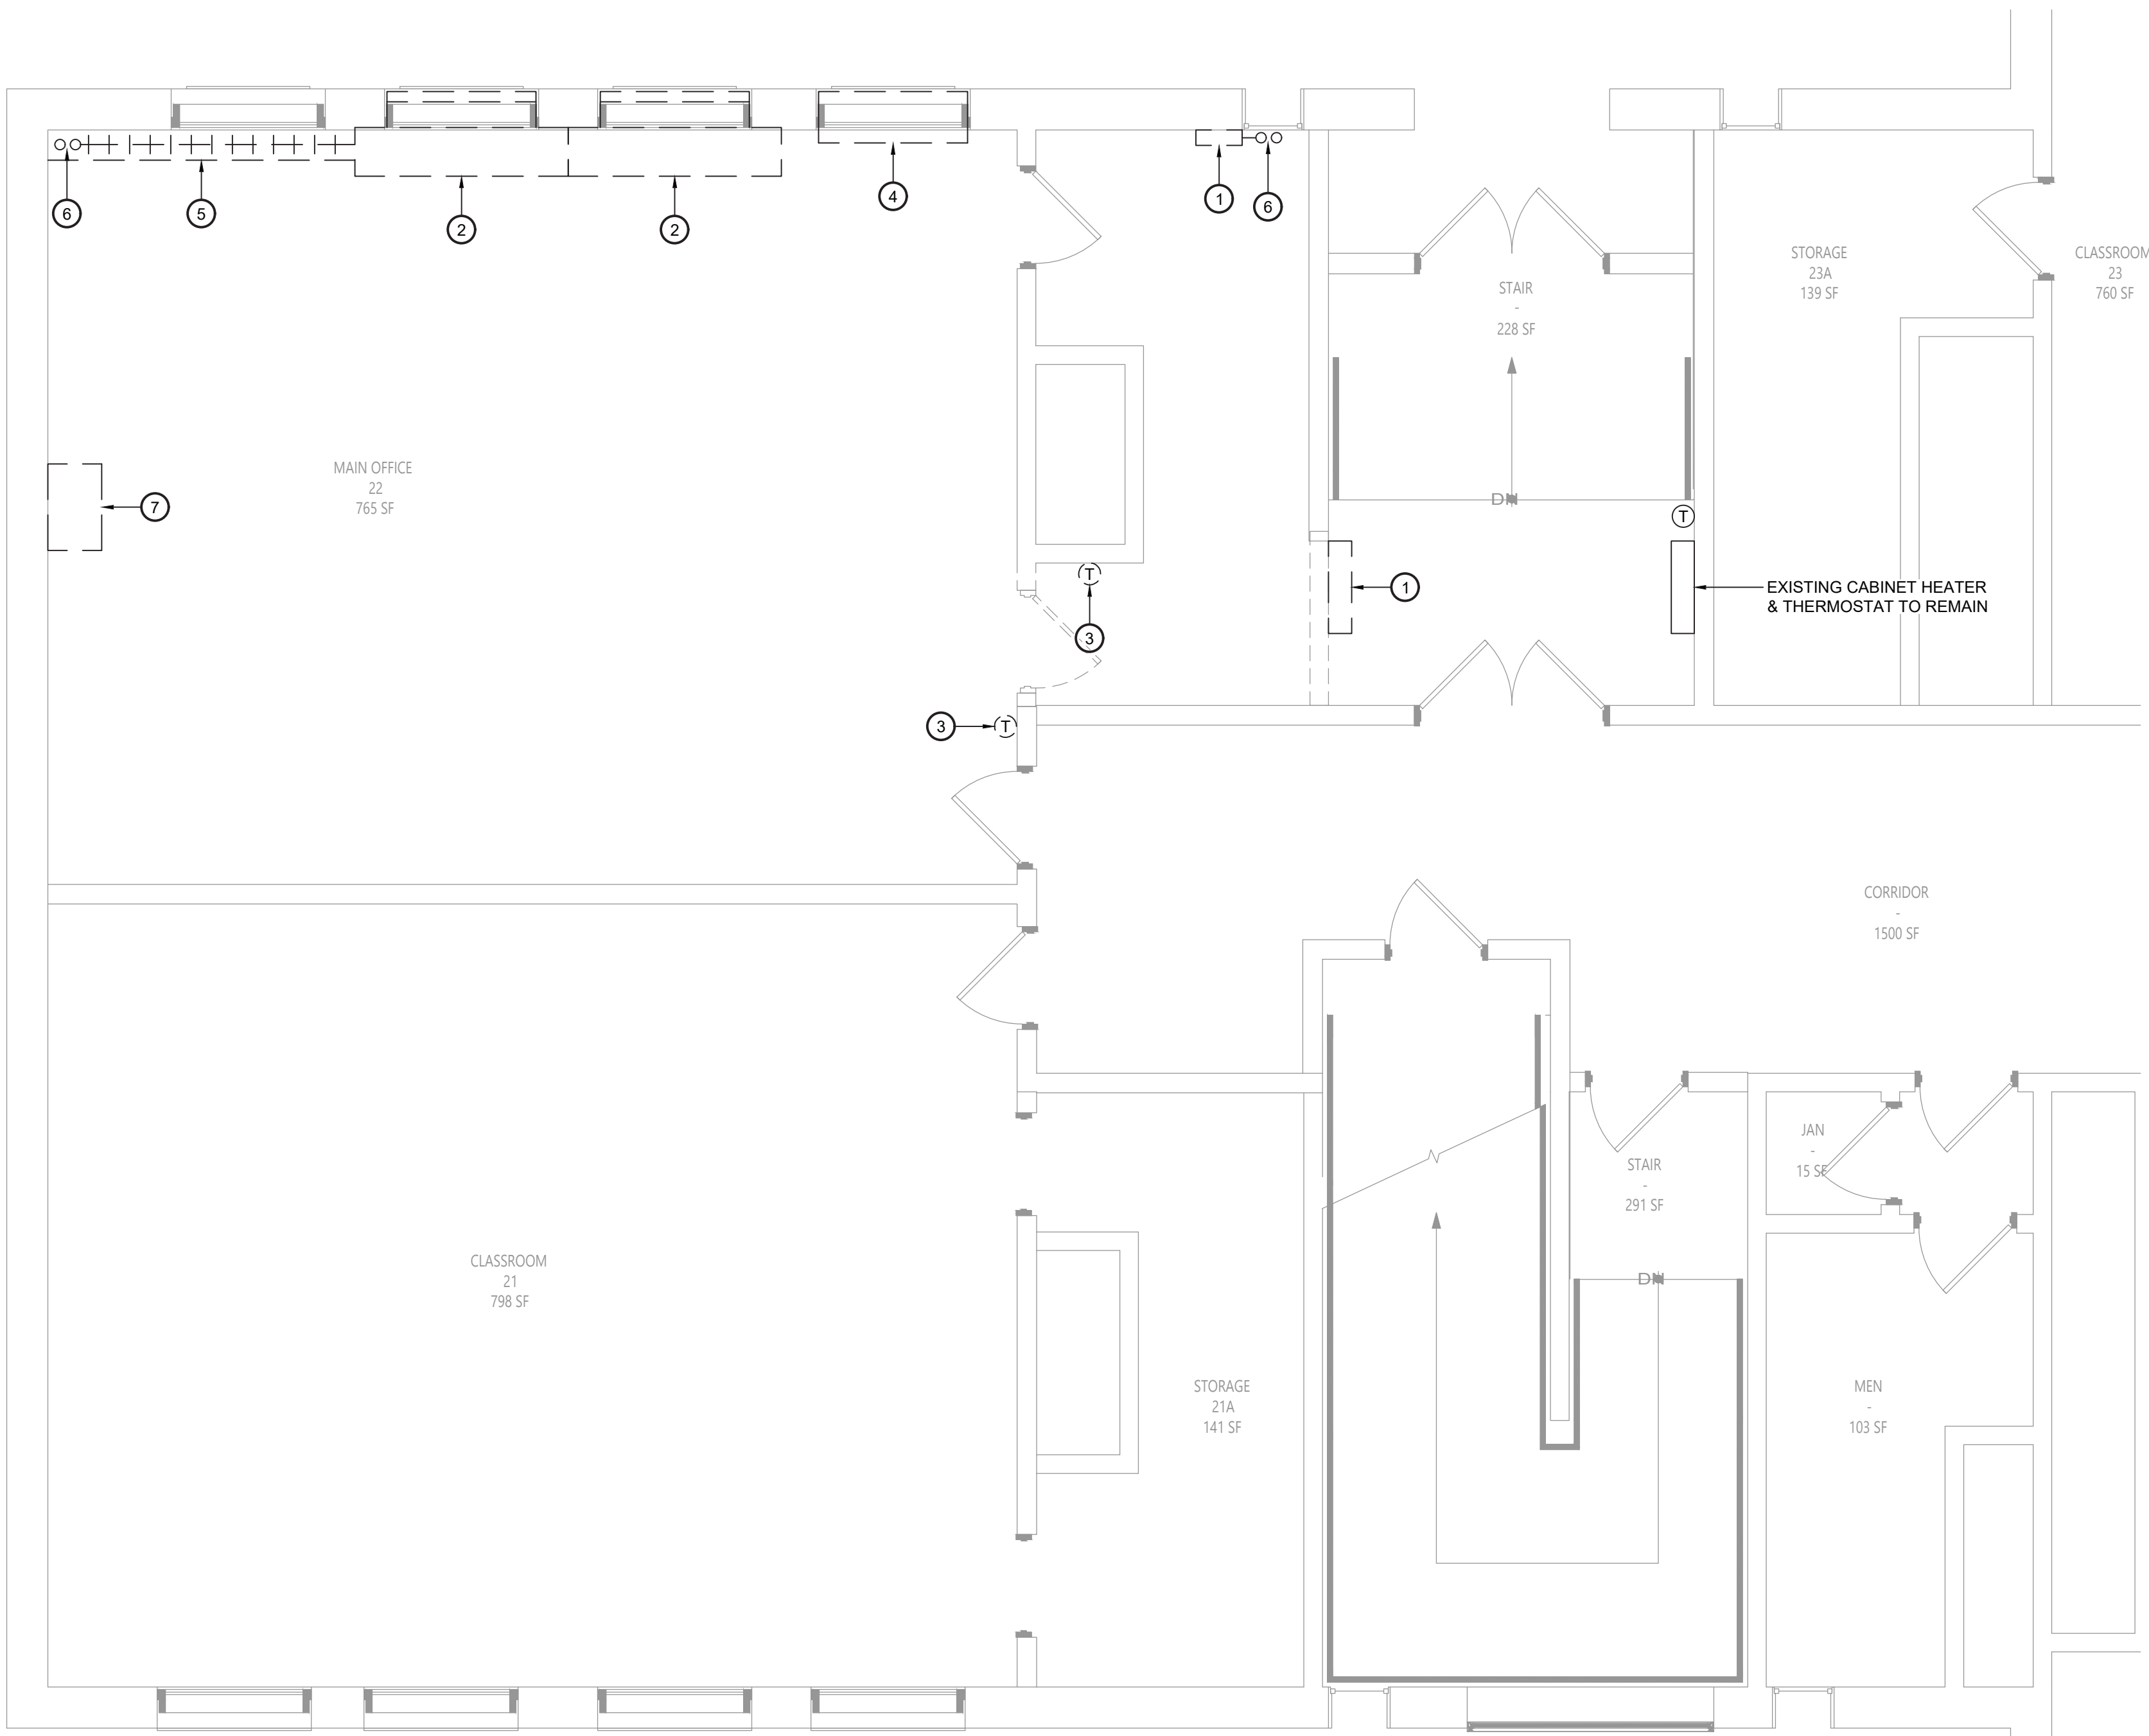 6
5
2
2
4
1
6
STORAGE
23A
139 SF
CLASSROOM
23
760 SF
STAIR
-
228 SF
MAIN OFFICE
22
765 SF
7
DN
T
T
3
1
EXISTING CABINET HEATER
& THERMOSTAT TO REMAIN
3
T
CORRIDOR
-
1500 SF
JAN
-
15 SF
STAIR
-
291 SF
CLASSROOM
21
798 SF
DN
STORAGE
21A
141 SF
MEN
-
103 SF